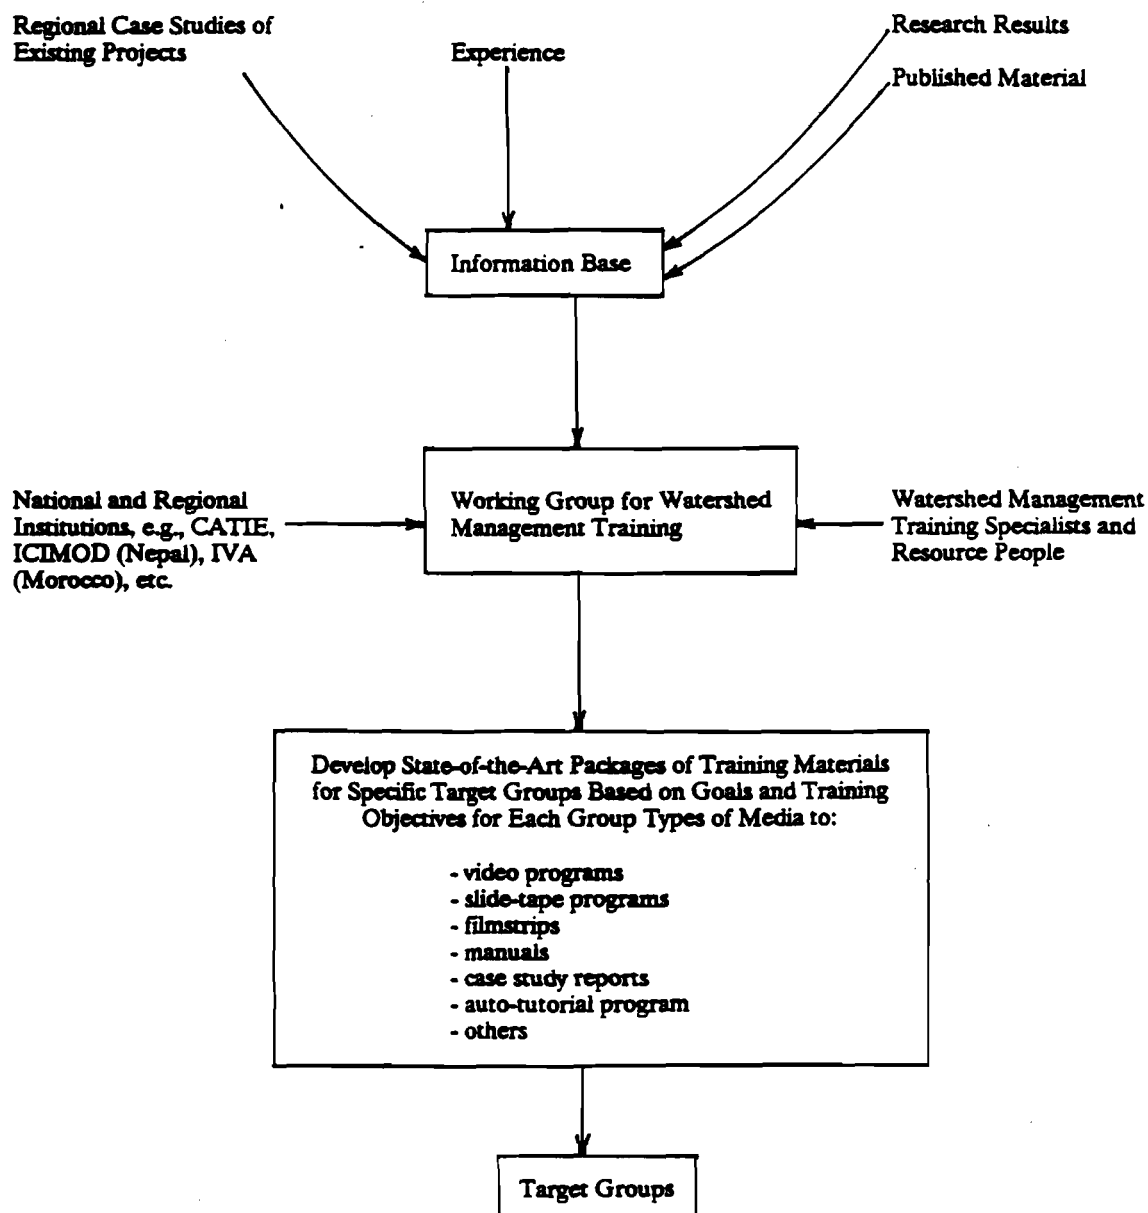 Regional Case Studies of
Existing Projects
Experience
Research Results
Published Material
Information Base
National and Regional
Institutions, e.g., CATIE,
ICIMOD (Nepal), IVA
(Morocco), etc.
Working Group for Watershed
Management Training
Watershed Management
Training Specialists and
Resource People
Develop State-of-the-Art Packages of Training Materials
for Specific Target Groups Based on Goals and Training
Objectives for Each Group Types of Media to:
- video programs
- slide-tape programs
- filmstrips
- manuals
- case study reports
- auto-tutorial program
- others
Target Groups